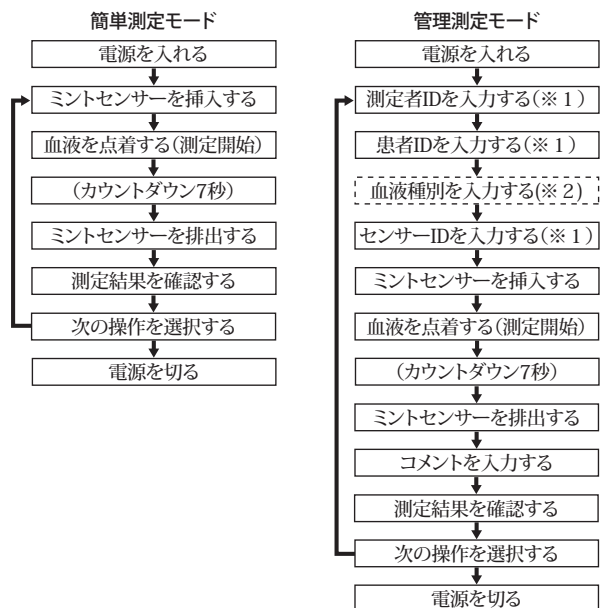 簡単測定モード
電源を入れる
ミントセンサーを挿入する
血液を点着する(測定開始)
(カウントダウン7秒)
ミントセンサーを排出する
測定結果を確認する
次の操作を選択する
電源を切る
管理測定モード
電源を入れる
測定者IDを入力する(※1)
患者IDを入力する(※1)
血液種別を入力する(※2)
センサーIDを入力する(※1)
ミントセンサーを挿入する
血液を点着する(測定開始)
(カウントダウン7秒)
ミントセンサーを排出する
コメントを入力する
測定結果を確認する
次の操作を選択する
電源を切る